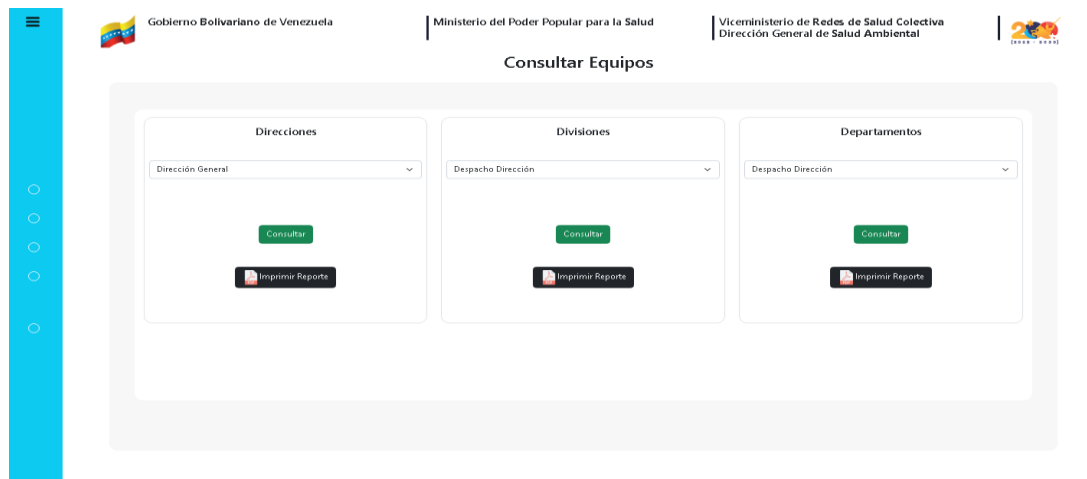 Gobierno Bolivariano de Venezuela
Ministerio del Poder Popular para la Salud
Viceministerio de Redes de Salud Colectiva
Dirección General de Salud Ambiental
Consultar Equipos
Direcciones
Dirección General
Consultar
Imprimir Reporte
Divisiones
Despacho Dirección
Consultar
Imprimir Reporte
Departamentos
Despacho Dirección
Consultar
Imprimir Reporte